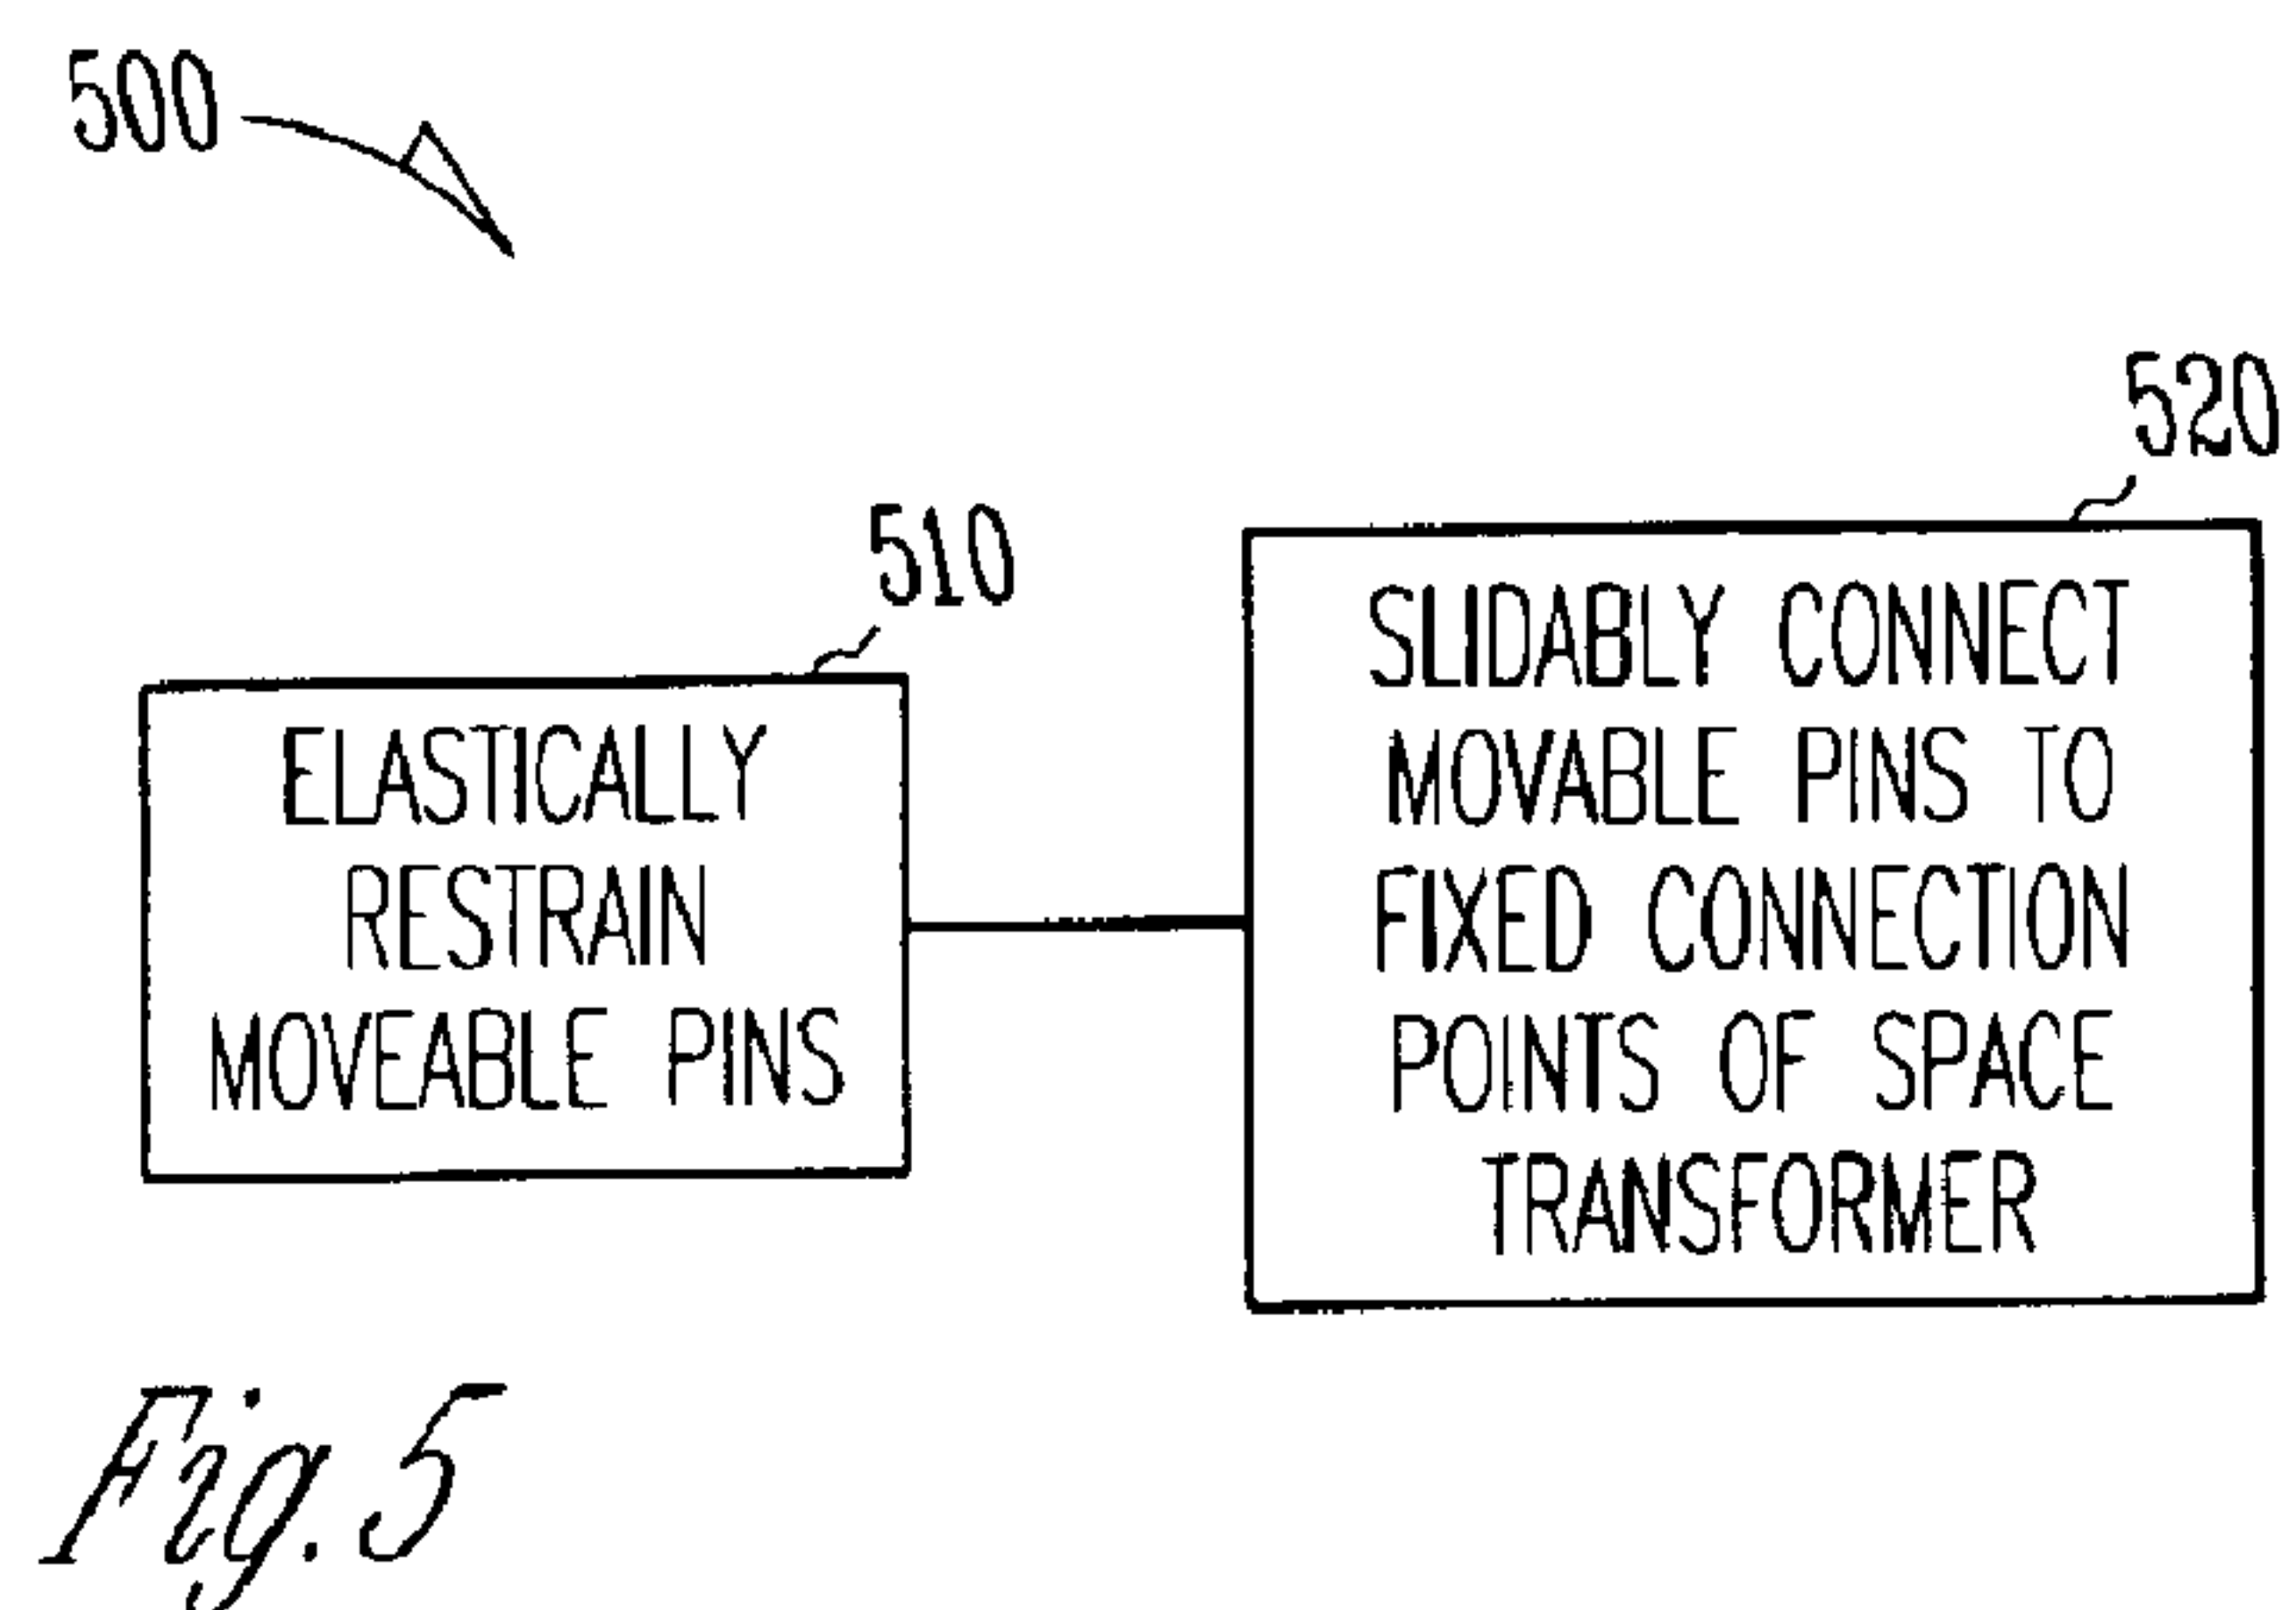 500
510
ELASTICALLY
RESTRAIN
MOVEABLE PINS
520
SLIDABLY CONNECT
MOVABLE PINS TO
FIXED CONNECTION
POINTS OF SPACE
TRANSFORMER
Fig. 5